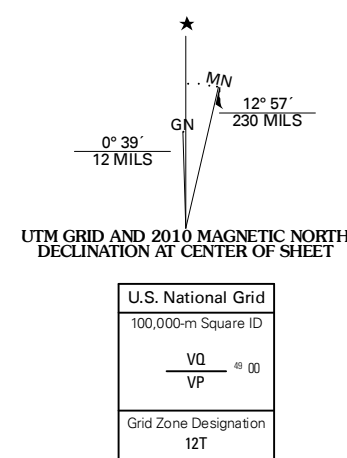 ★
MN
GN
0° 39´
12 MILS
12° 57´
230 MILS
UTM GRID AND 2010 MAGNETIC NORTH
DECLINATION AT CENTER OF SHEET
U.S. National Grid
100,000-m Square ID
VQ
49 00
VP
Grid Zone Designation
12T